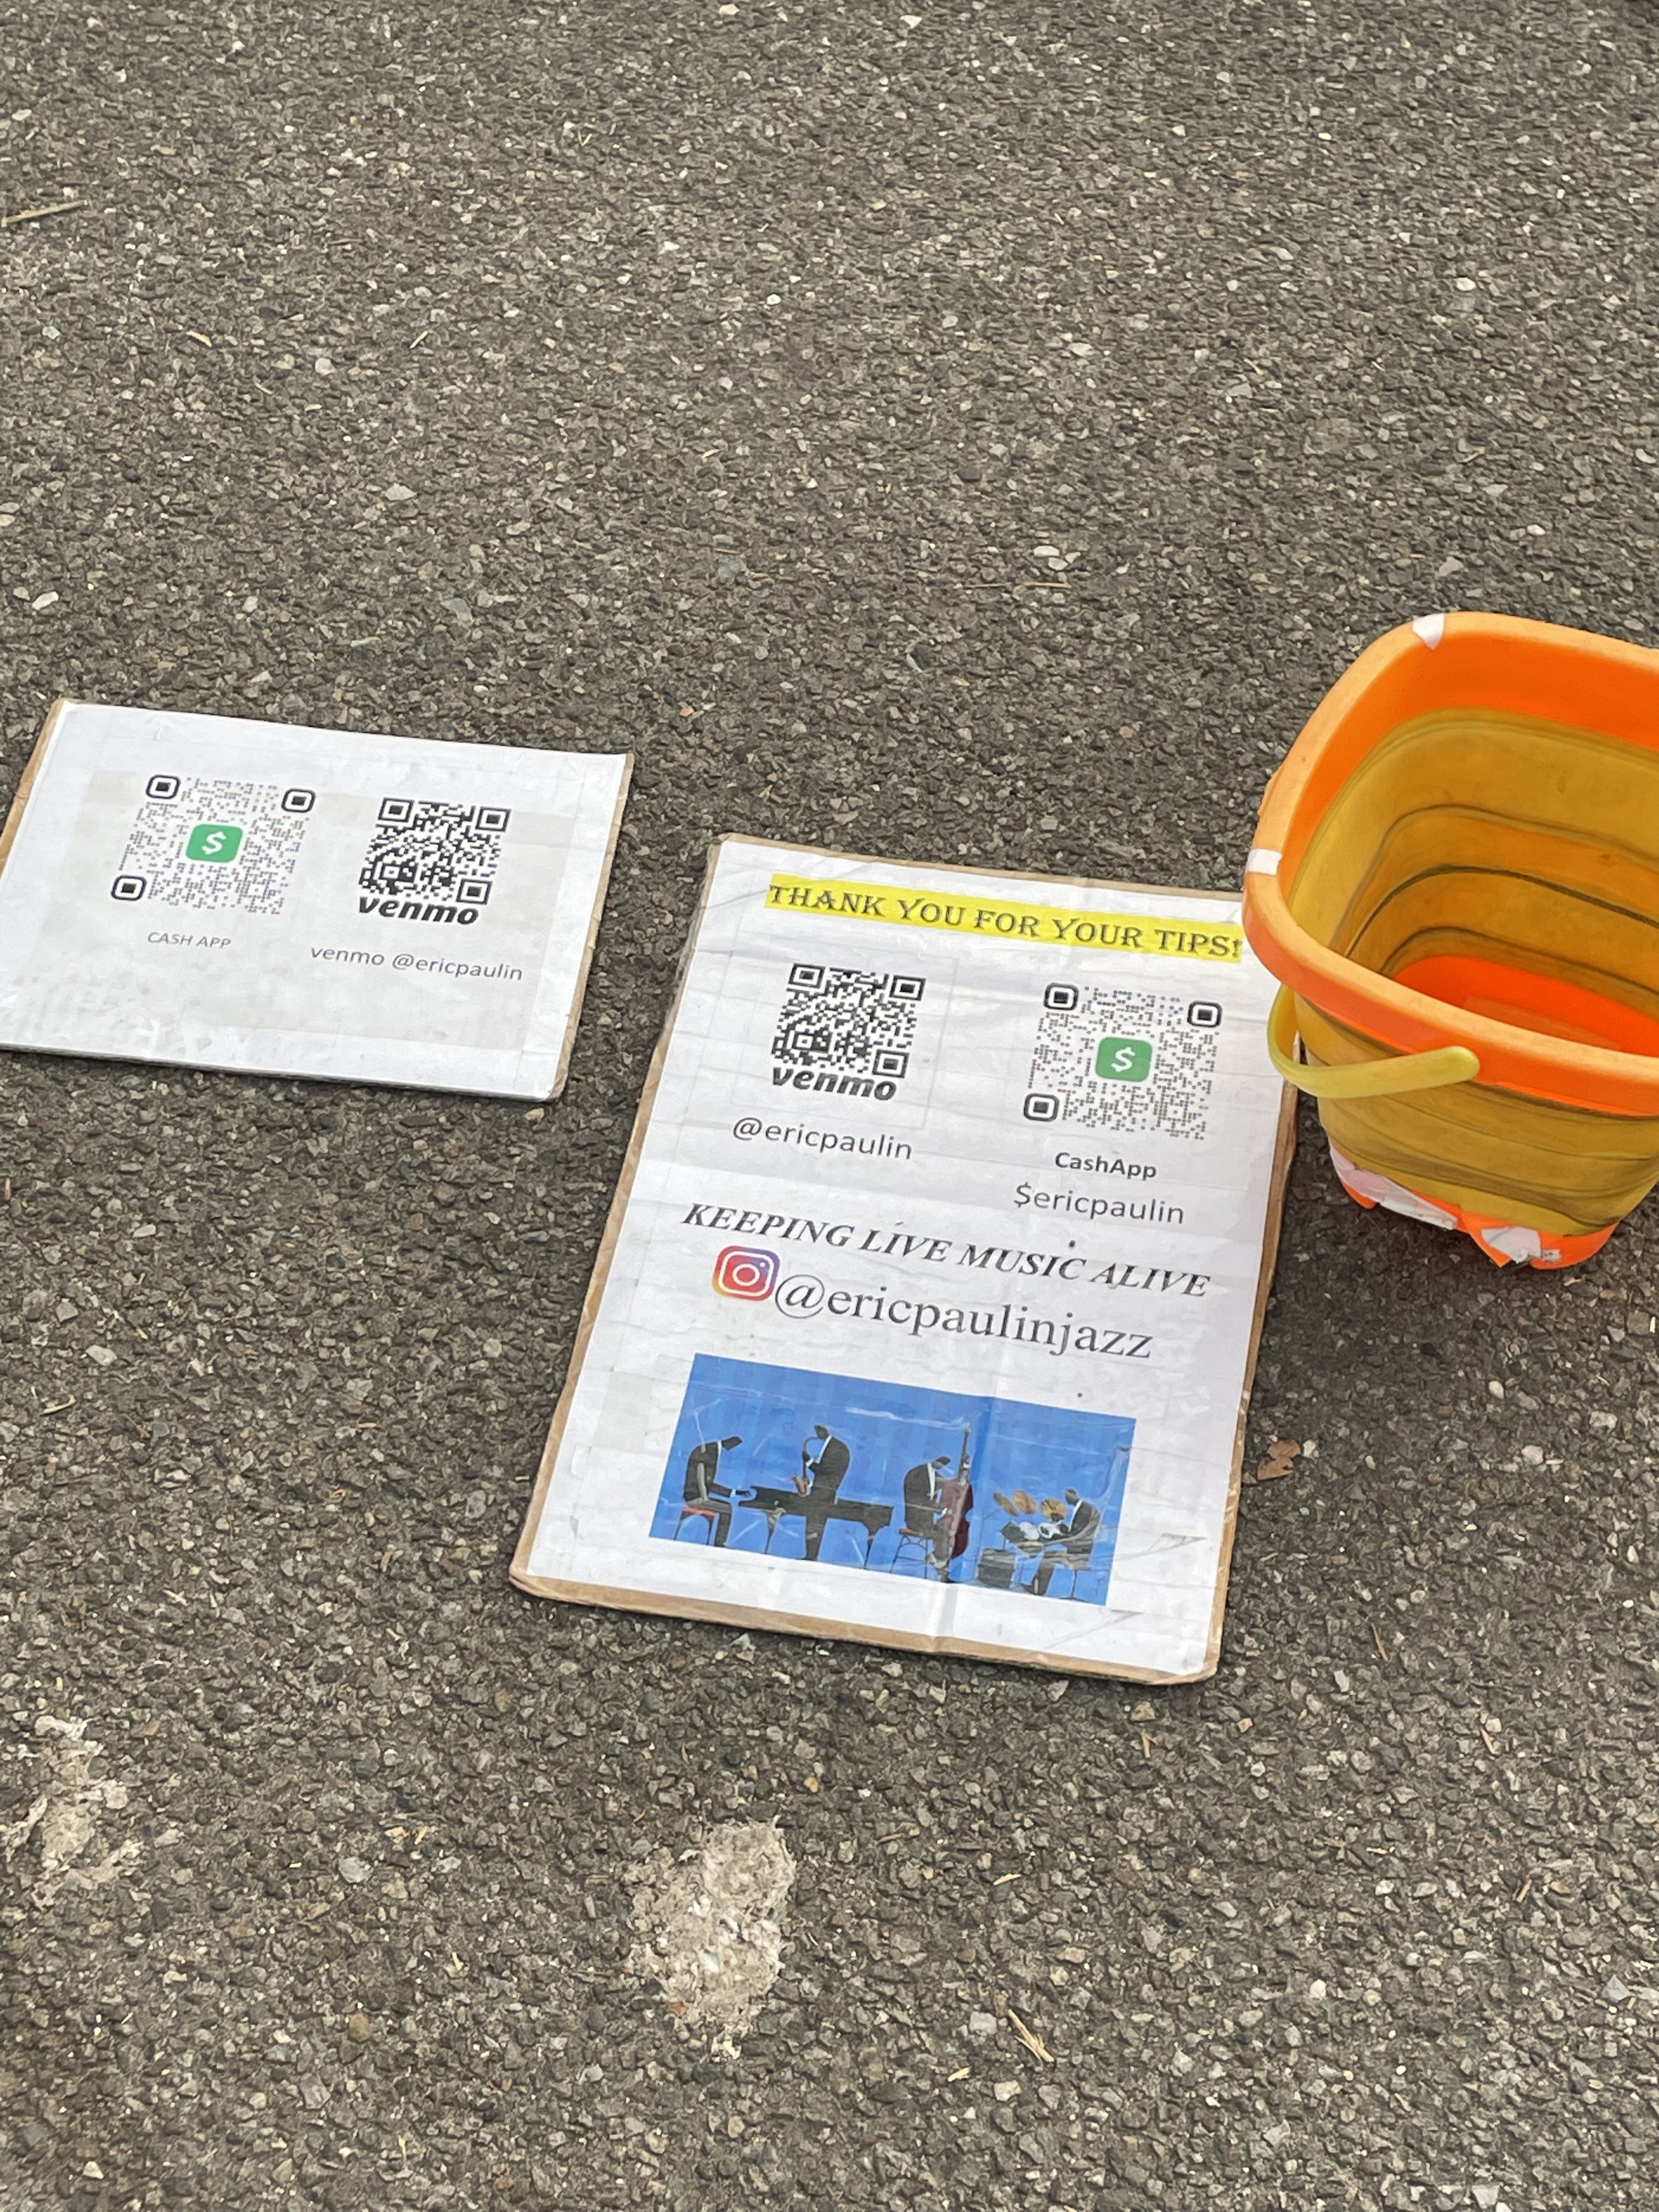 $
venmo
CASH APP
venmo @ericpaulin
THANK YOU FOR YOUR TIPS!
venmo
$
@ericpaulin
CashApp
$ericpaulin
KEEPING LIVE MUSIC ALIVE
@ericpaulinjazz